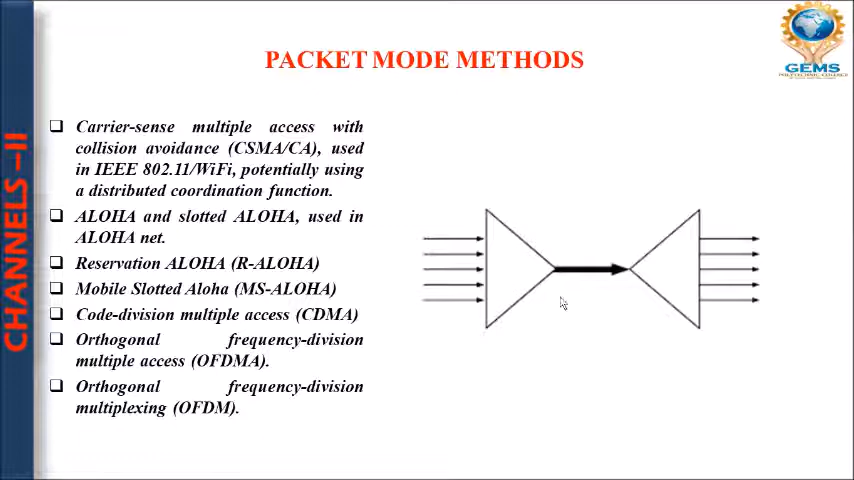 PACKET MODE METHODS
GEMS
POLYTECHNIC COLLEGE
CHANNELS -II
Carrier-sense multiple access with
collision avoidance (CSMA/CA), used
in IEEE 802.11/WiFi, potentially using
a distributed coordination function.
ALOHA and slotted ALOHA, used in
ALOHA net.
Reservation ALOHA (R-ALOHA)
Mobile Slotted Aloha (MS-ALOHA)
Code-division multiple access (CDMA)
Orthogonal frequency-division
multiple access (OFDMA).
Orthogonal frequency-division
multiplexing (OFDM).